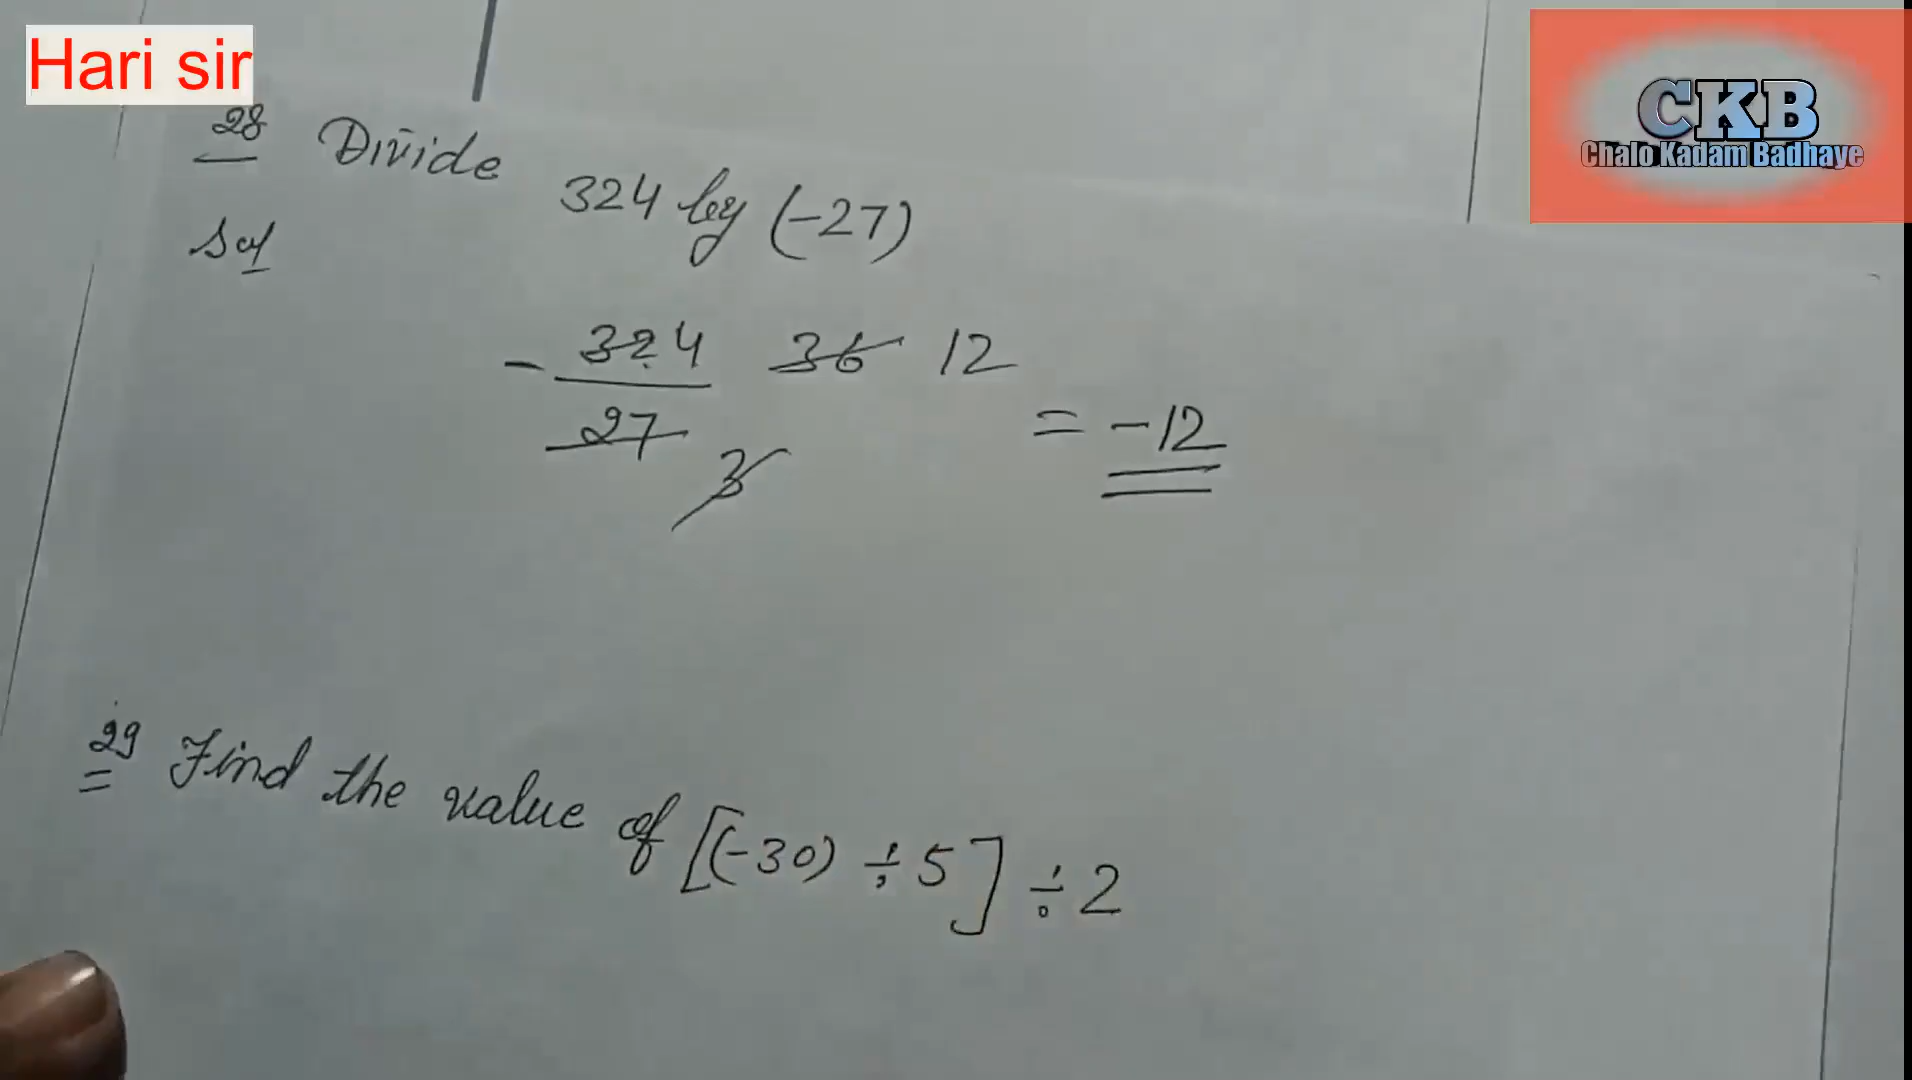 Hari sir
CKB
Chalo Kadam Badhaye
28 Divide 324 by (-27)
Sol
- 324 36 12
27 3
= -12
29 Find the value of [(-30) ÷ 5] ÷ 2